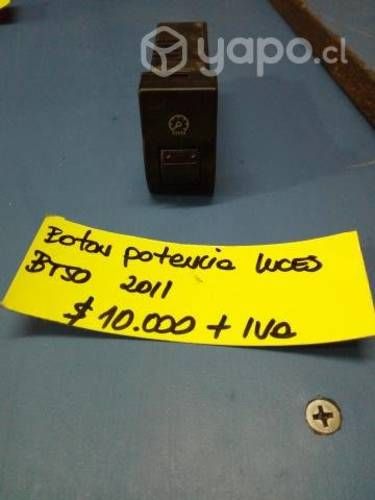 yapo.cl
Boton potencia luces
BT50 2011
$ 10.000 + IVA